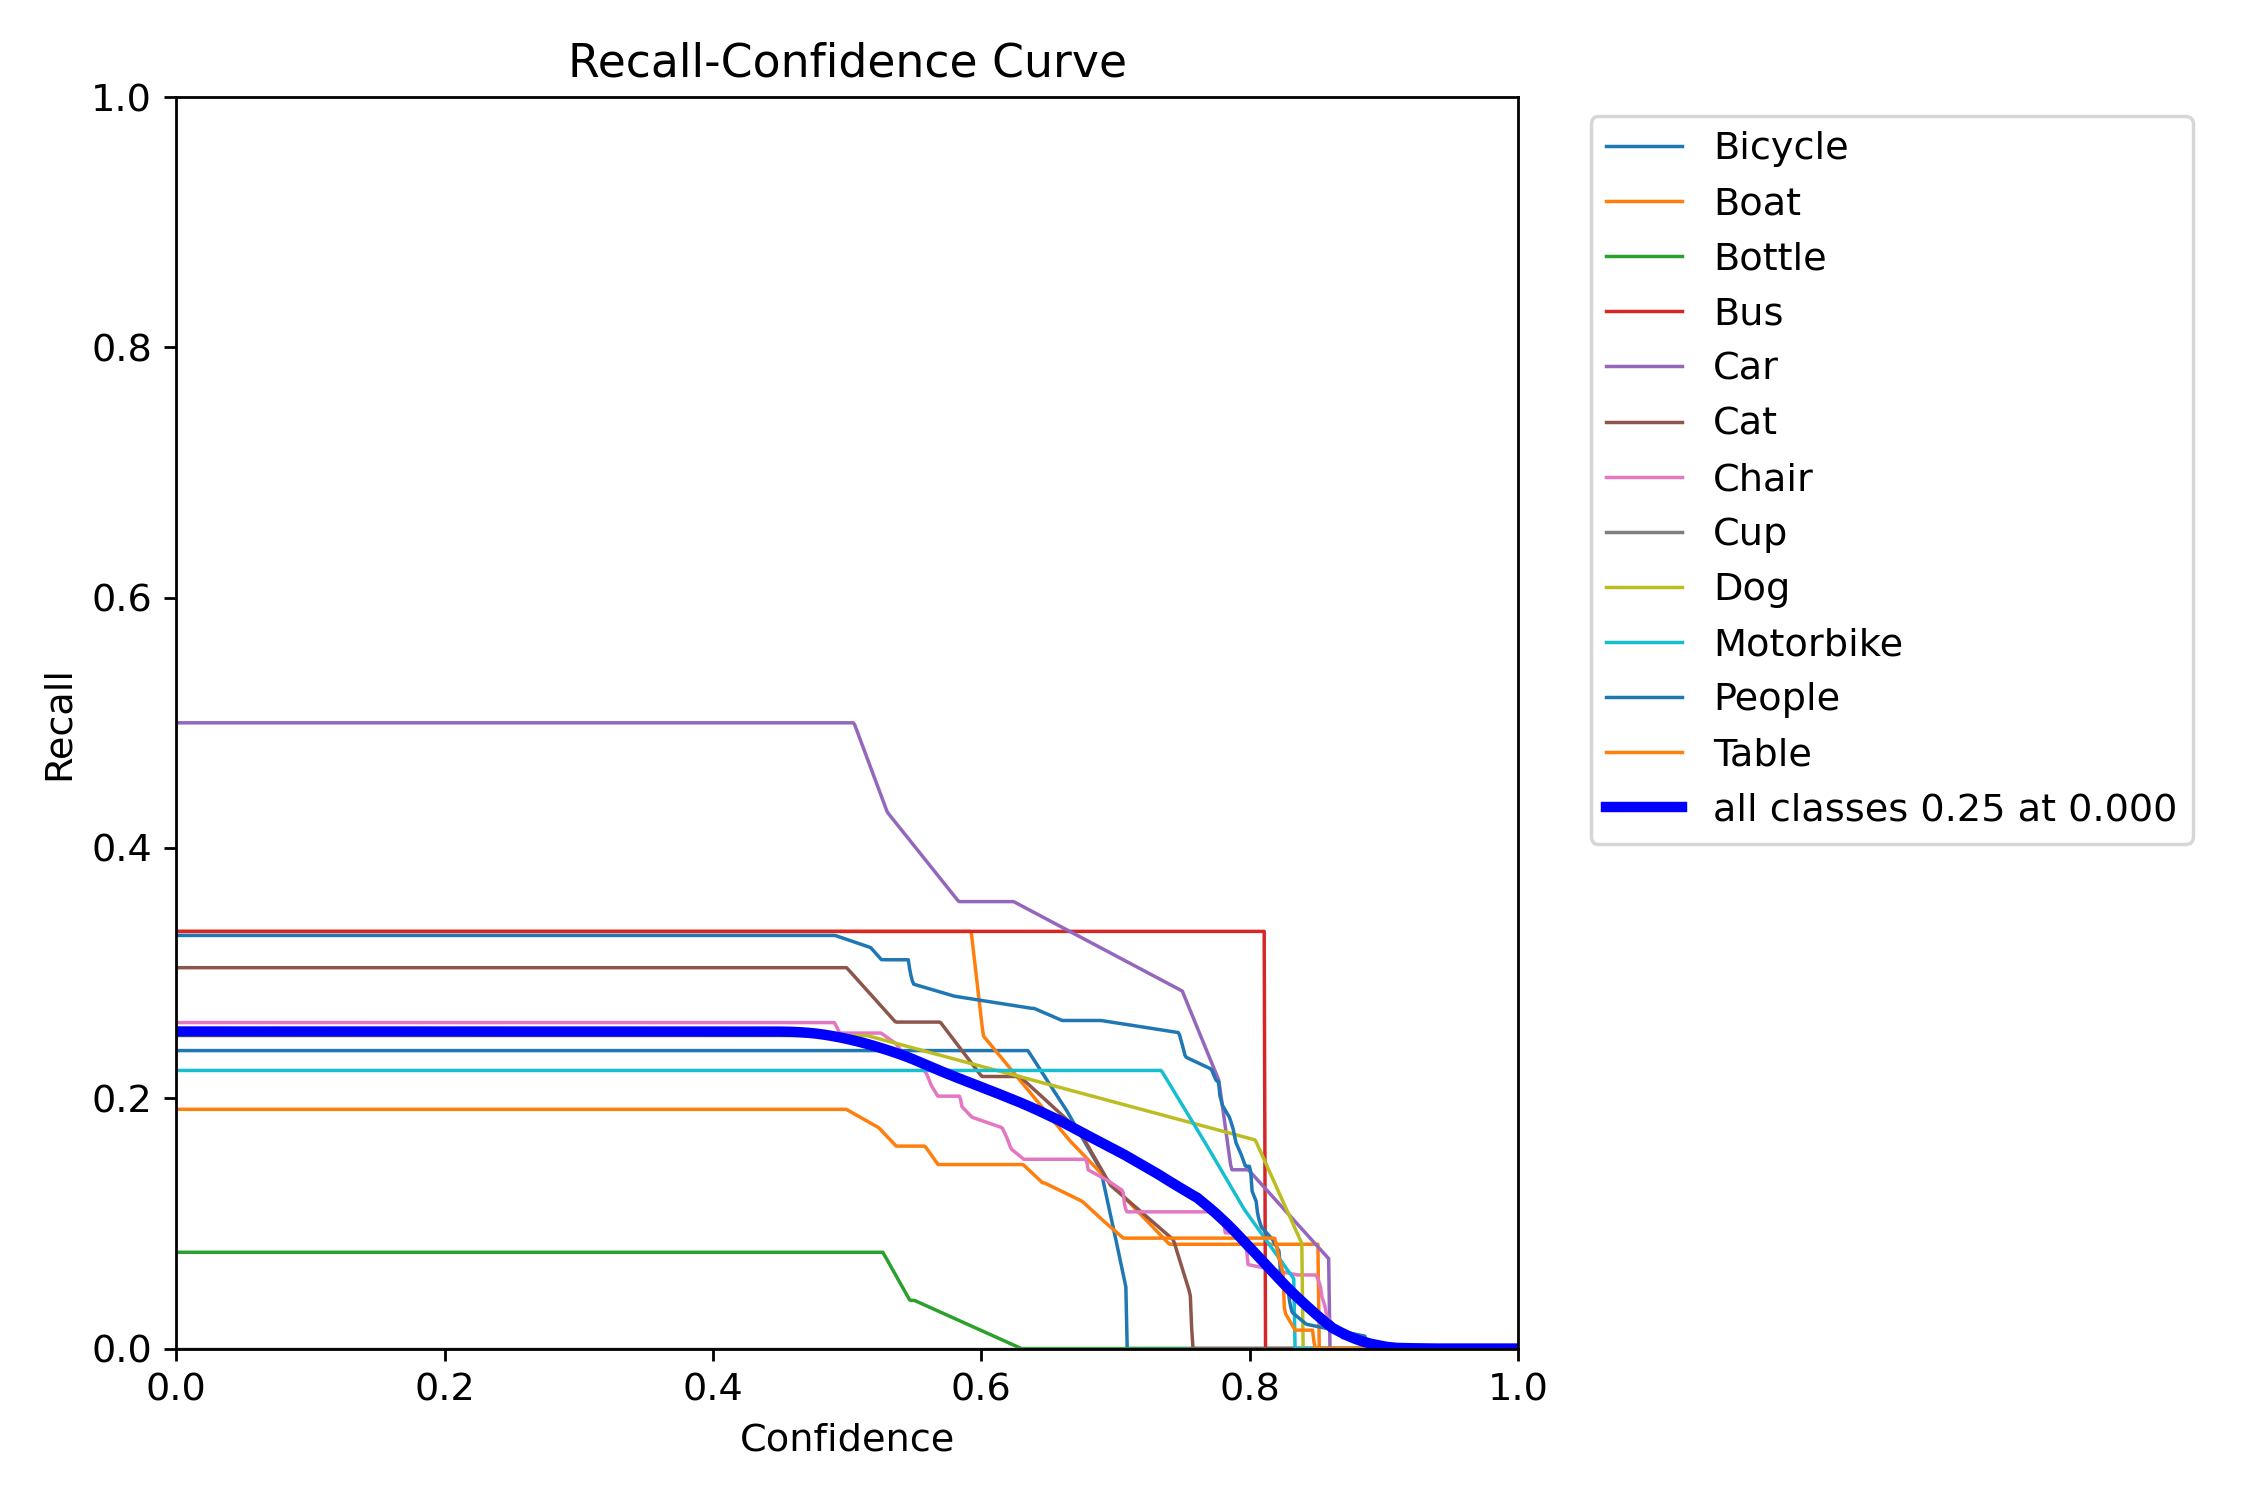 Recall-Confidence Curve
1.0
0.8
0.6
0.4
0.2
0.0
Recall
0.0 0.2 0.4 0.6 0.8 1.0
Confidence
Bicycle
Boat
Bottle
Bus
Car
Cat
Chair
Cup
Dog
Motorbike
People
Table
all classes 0.25 at 0.000